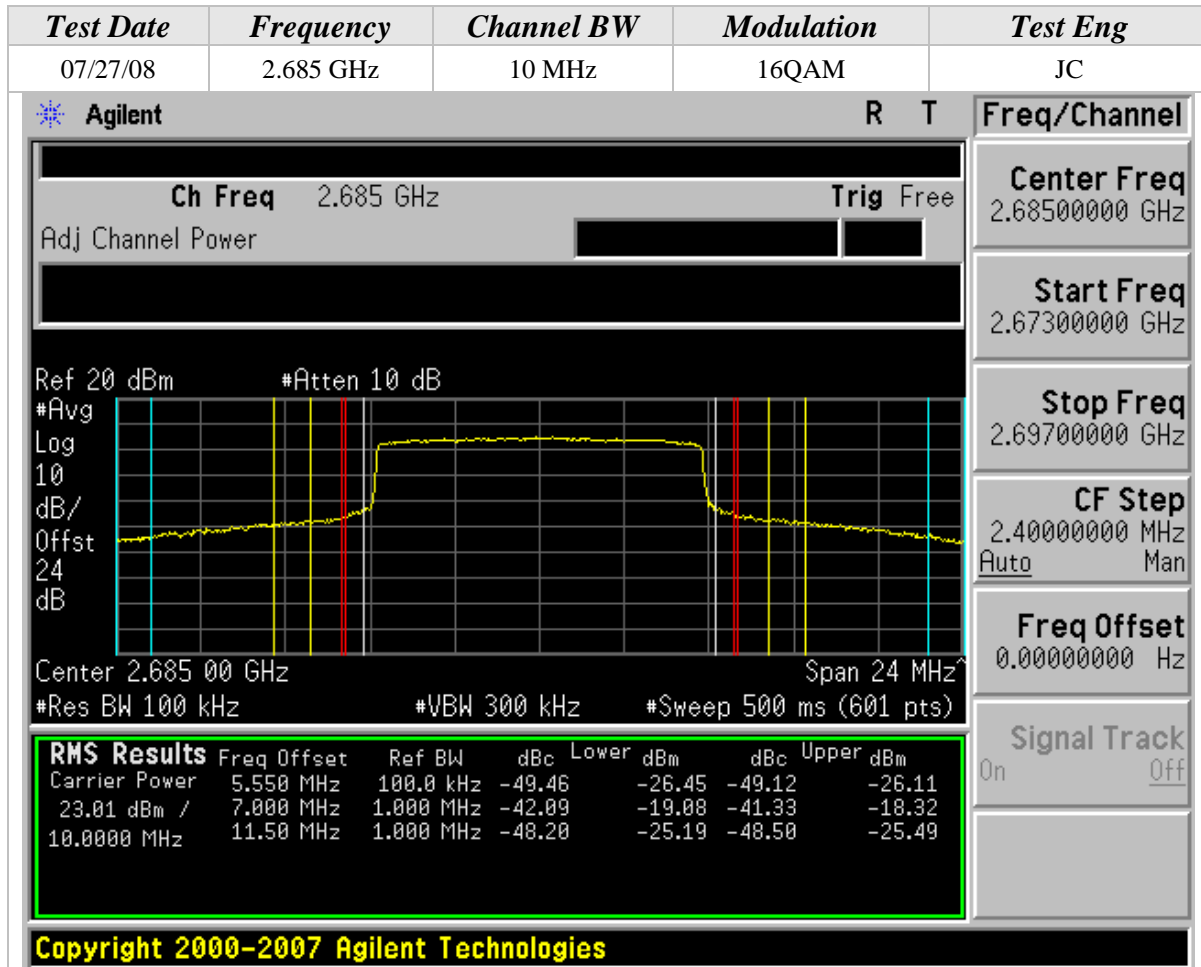 Test Date Frequency Channel BW Modulation Test Eng
07/27/08 2.685 GHz 10 MHz 16QAM JC
Agilent R T Freq/Channel
Ch Freq 2.685 GHz Trig Free
Adj Channel Power
Center Freq
2.68500000 GHz
Start Freq
2.67300000 GHz
Stop Freq
2.69700000 GHz
CF Step
2.40000000 MHz
Auto Man
Freq Offset
0.00000000 Hz
Signal Track
On Off
Ref 20 dBm #Atten 10 dB
#Avg
Log
10
dB/
Offst
24
dB
Center 2.685 00 GHz Span 24 MHz^
#Res BW 100 kHz #VBW 300 kHz #Sweep 500 ms (601 pts)
RMS Results Freq Offset Ref BW dBc Lower dBm dBc Upper dBm
Carrier Power 5.550 MHz 100.0 kHz -49.46 -26.45 -49.12 -26.11
23.01 dBm / 7.000 MHz 1.000 MHz -42.09 -19.08 -41.33 -18.32
10.0000 MHz 11.50 MHz 1.000 MHz -48.20 -25.19 -48.50 -25.49
Copyright 2000-2007 Agilent Technologies